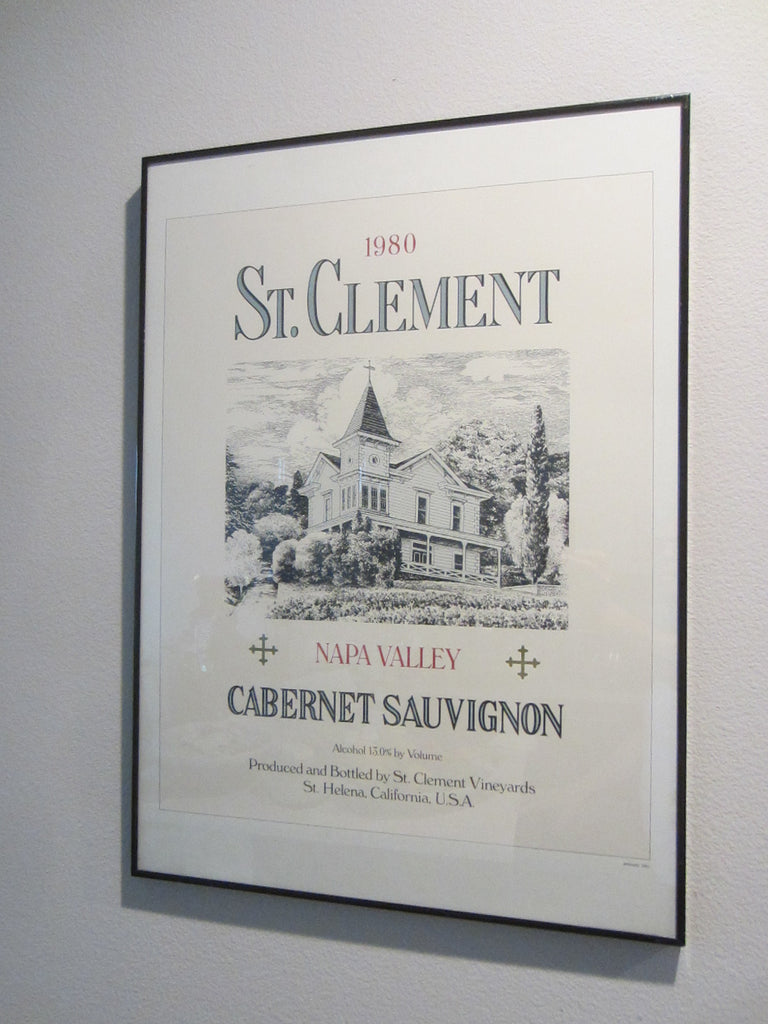 1980
ST. CLEMENT
NAPA VALLEY
CABERNET SAUVIGNON
Alcohol 13.0% by Volume
Produced and Bottled by St. Clement Vineyards
St. Helena, California, U.S.A.